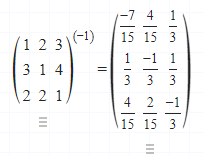 (1 2 3; 3 1 4; 2 2 1)^(-1) = (-7/15 4/15 1/3; 1/3 -1/3 1/3; 4/15 2/15 -1/3)